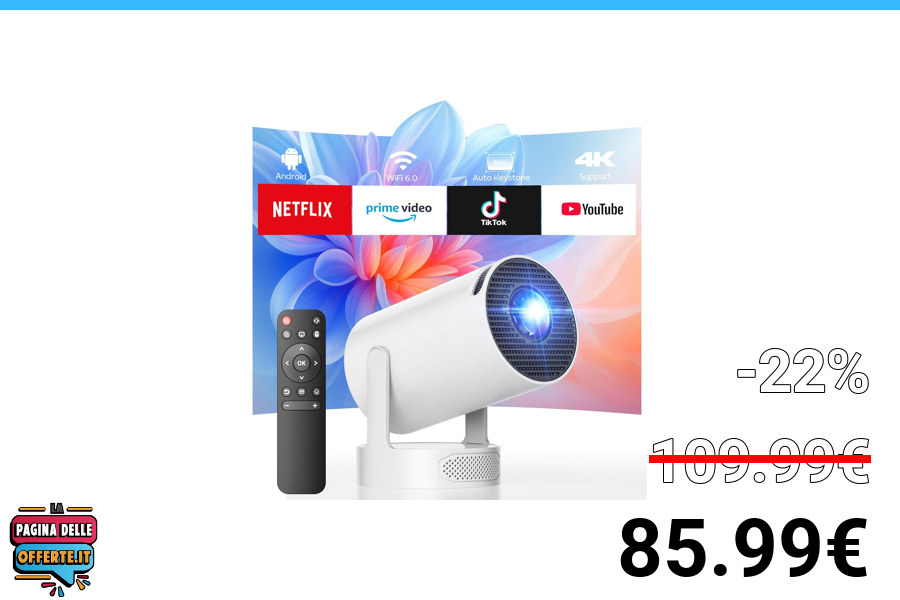 Android
WiFi 6.0
Auto Keystone
4K
Support
NETFLIX
prime video
TikTok
YouTube
OK
-22%
109.99€
85.99€
LA
PAGINA DELLE
OFFERTE.IT